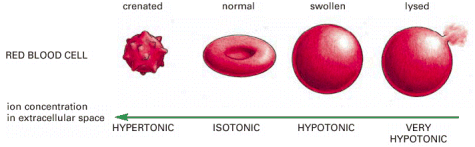 crenated normal swollen lysed
RED BLOOD CELL
ion concentration
in extracellular space
HYPERTONIC ISOTONIC HYPOTONIC VERY
HYPOTONIC